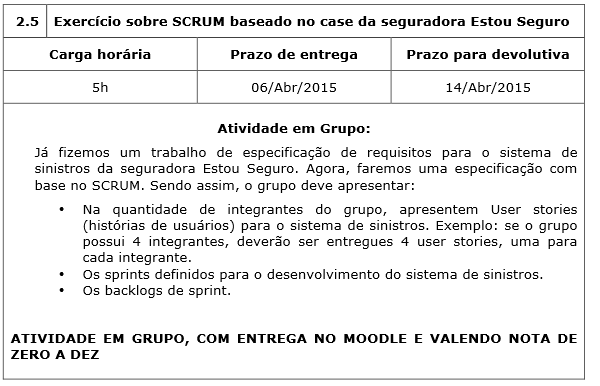 2.5 Exercício sobre SCRUM baseado no case da seguradora Estou Seguro
Carga horária Prazo de entrega Prazo para devolutiva
5h 06/Abr/2015 14/Abr/2015
Atividade em Grupo:
Já fizemos um trabalho de especificação de requisitos para o sistema de
sinistros da seguradora Estou Seguro. Agora, faremos uma especificação com
base no SCRUM. Sendo assim, o grupo deve apresentar:
• Na quantidade de integrantes do grupo, apresentem User stories
(histórias de usuários) para o sistema de sinistros. Exemplo: se o grupo
possui 4 integrantes, deverão ser entregues 4 user stories, uma para
cada integrante.
• Os sprints definidos para o desenvolvimento do sistema de sinistros.
• Os backlogs de sprint.
ATIVIDADE EM GRUPO, COM ENTREGA NO MOODLE E VALENDO NOTA DE
ZERO A DEZ